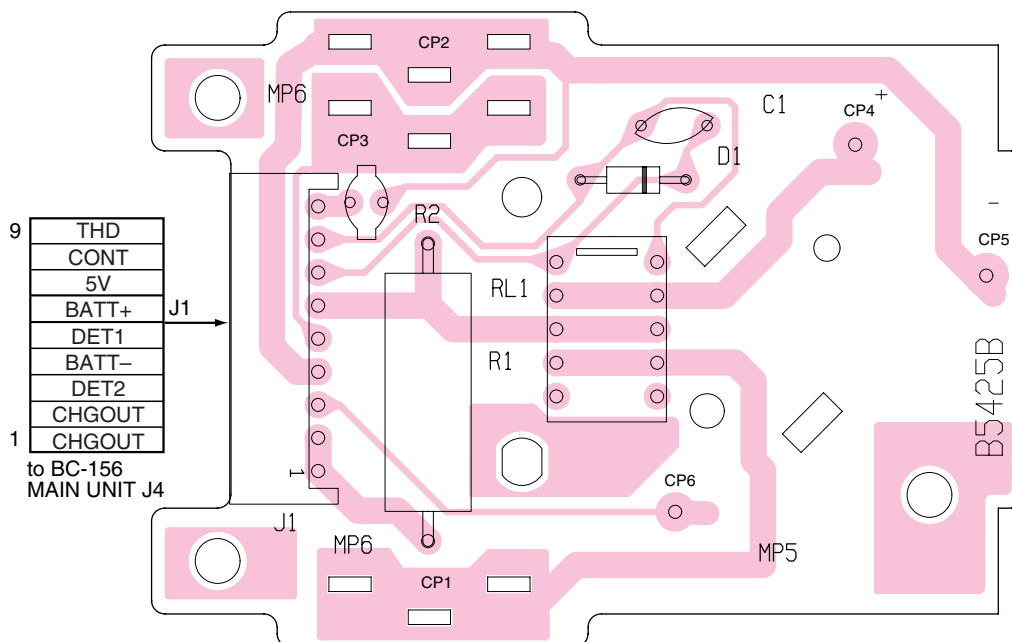 CP2
MP6
C1
+
CP4
CP3
D1
-
R2
9
THD
CONT
5V
BATT+
DET1
BATT–
DET2
CHGOUT
CHGOUT
1
J1
CP5
RL1
R1
B5425B
to BC-156
MAIN UNIT J4
1
CP6
J1
MP6
MP5
CP1